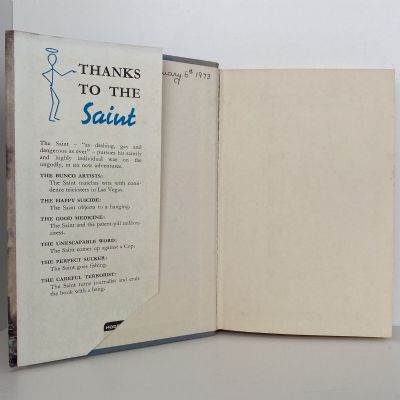 THANKS
TO THE
Saint
uary 6th 1973
The Saint – "as dashing, gay and
dangerous as ever" – pursues his saintly
and highly individual war on the
ungodly, in six new adventures.
THE BUNCO ARTISTS:
The Saint matches wits with confi-
dence tricksters in Las Vegas.
THE HAPPY SUICIDE:
The Saint objects to a hanging.
THE GOOD MEDICINE:
The Saint and the patent-pill million-
airess.
THE UNESCAPABLE WORD:
The Saint comes up against a Cop.
THE PERFECT SUCKER:
The Saint goes fishing.
THE CAREFUL TERRORIST:
The Saint turns journalist and ends
the book with a bang.
HOD